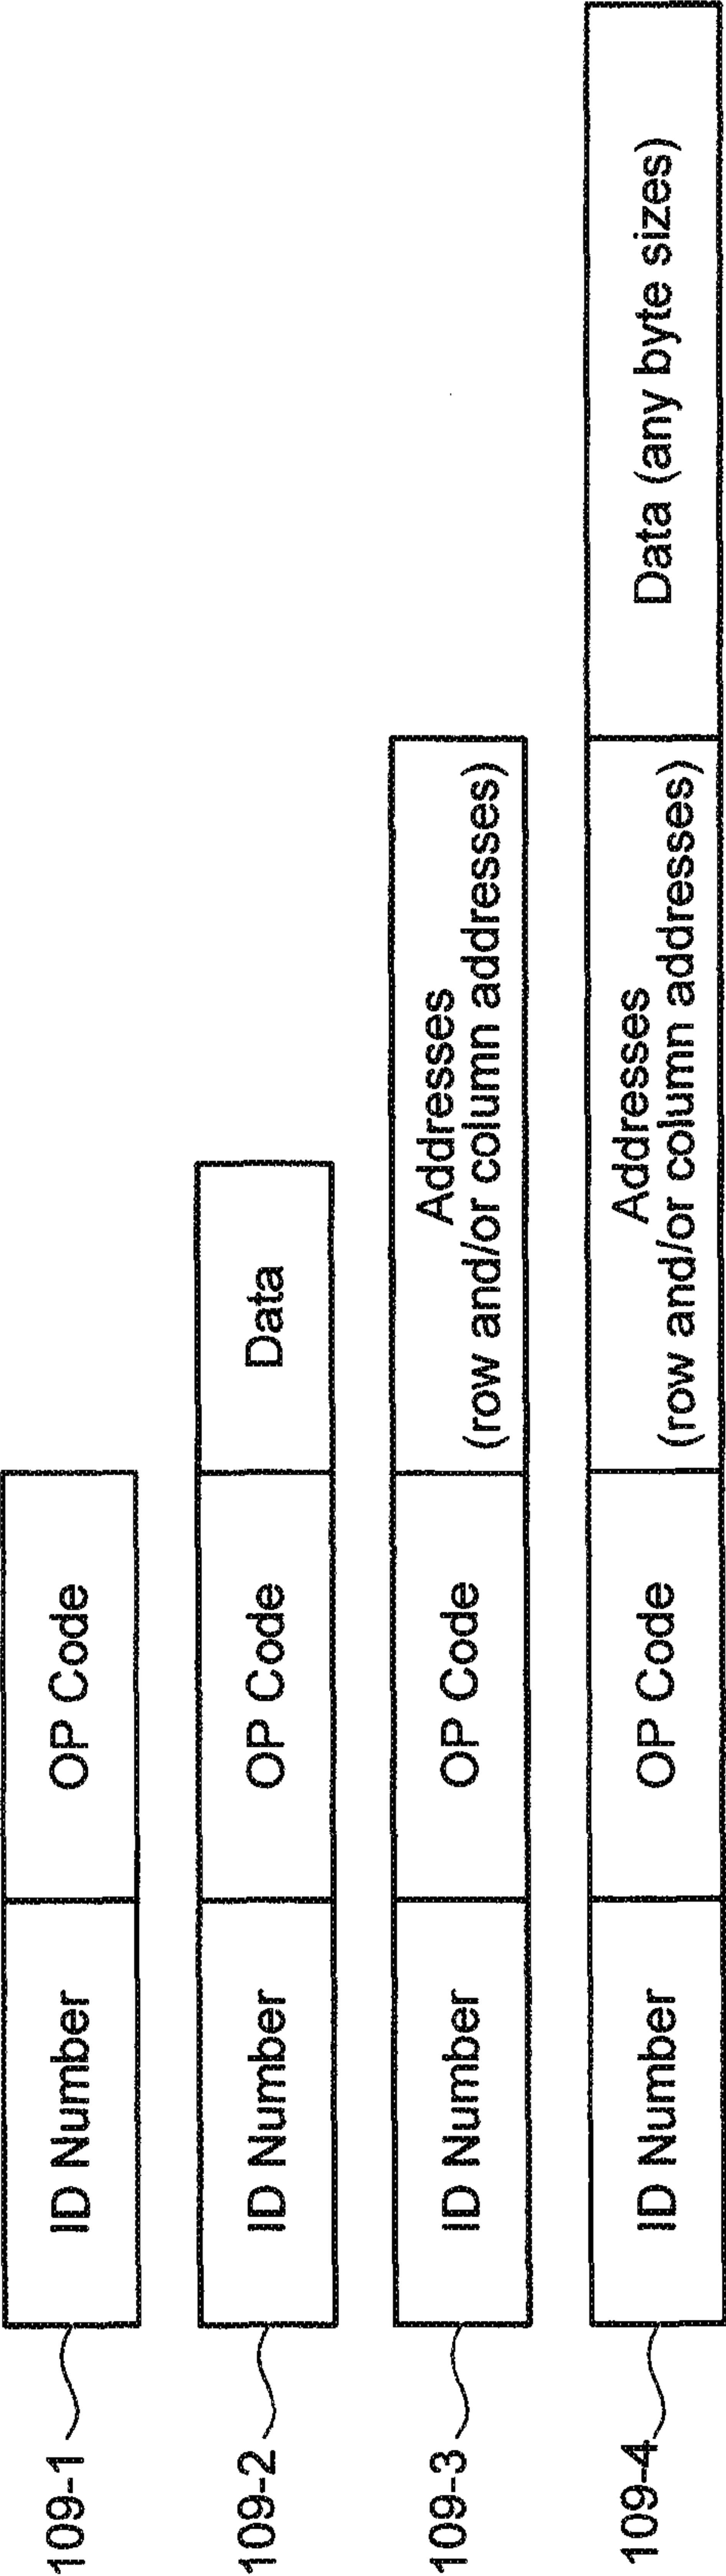 109-1
ID Number
OP Code
109-2
ID Number
OP Code
Data
109-3
ID Number
OP Code
Addresses
(row and/or column addresses)
109-4
ID Number
OP Code
Addresses
(row and/or column addresses)
Data (any byte sizes)